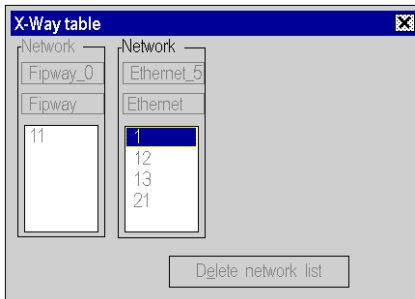 X-Way table
Network
Fipway_0
Fipway
11
Network
Ethernet_5
Ethernet
1
12
13
21
Delete network list